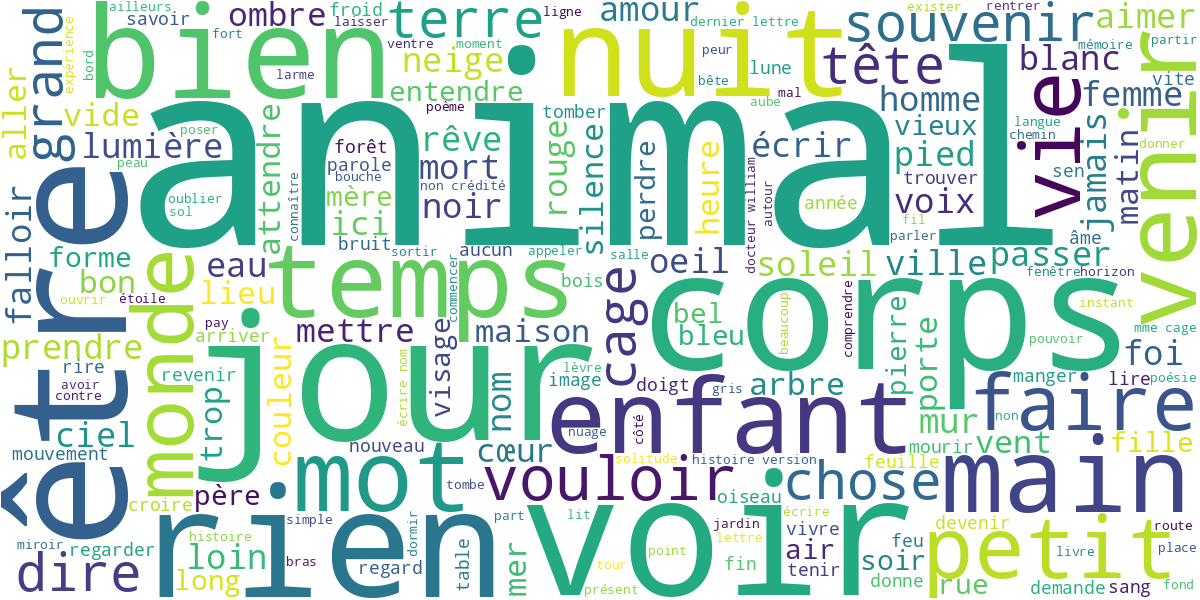 ailleurs
savoir
fort
bord
expérience
aller
grand
bien
ombre
froid
laisser
larme
terre
ligne
ventre
moment
neige
entendre
nuit
amour
dernier lettre
peur
bête
lune
mal
aube
souvenir
tête
exister
rentrer
mémoire
aimer
partir
blanc
vite
femme
homme
vieux
pied
trouver
voix
fil
parler
vie
langue
chemin
sen
jamais
âme
matin
donner
venir
vide
lumière
poser
peau
oublier
sol
attendre
connaître
animal
forêt
parole
bouche
mère
ici
bruit
poème
rêve
mort
non crédité
noir
tomber
rouge
silence
perdre
heure
écrir
docteur william
autour
année
être
falloir
forme
bon
ouvrir
étoile
monde
eau
lieu
pay
arriver
temps
sortir
aucun
appeler
commencer
bois
salle
oeil
soleil
ville
passer
fenêtre
horizon
instant
mme cage
pouvoir
foi
prendre
rire
avoir
contre
ciel
mouvement
croire
revenir
trop
couleur
jour
mettre
visage
écrire nom
maison
lèvre
image
nom
cage
bel
bleu
doigt
gris
beaucoup
comprendre
corps
arbre
pierre
porte
manger
lire
poésie
non
faire
enfant
côté
nuage
solitude
histoire version
nouveau
cœur
mot
tombe
vouloir
oiseau
chose
feuille
mur
mourir
vent
fille
main
père
miroir
regarder
dire
histoire
loin
long
rien
simple
bras
dormir
regard
table
part
mer
lit
voir
point
tour
présent
jardin
lettre
fin
écrire
vivre
air
tenir
feu
soir
donne
devenir
petit
rue
livre
demande
sang
route
place
fond